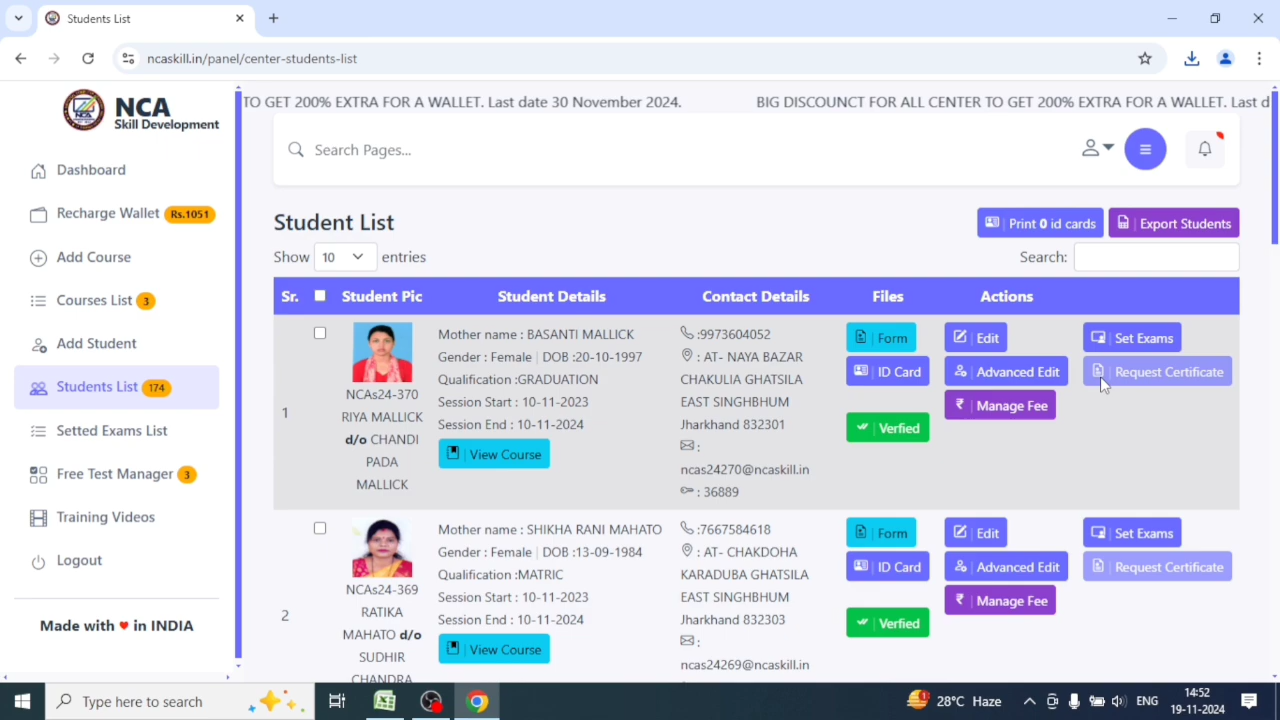 Students List
ncaskill.in/panel/center-students-list
TO GET 200% EXTRA FOR A WALLET. Last date 30 November 2024. BIG DISCOUNCT FOR ALL CENTER TO GET 200% EXTRA FOR A WALLET. Last d
NCA
Skill Development
Search Pages...
Dashboard
Recharge Wallet Rs.1051
Add Course
Courses List 3
Add Student
Students List 174
Setted Exams List
Free Test Manager 3
Training Videos
Logout
Made with ♥ in INDIA
Student List
Print 0 id cards
Export Students
Show 10 entries
Search:
Sr. Student Pic Student Details Contact Details Files Actions
1
NCAs24-370
RIYA MALLICK
d/o CHANDI
PADA
MALLICK
Mother name : BASANTI MALLICK
Gender : Female | DOB :20-10-1997
Qualification :GRADUATION
Session Start : 10-11-2023
Session End : 10-11-2024
View Course
:9973604052
: AT- NAYA BAZAR
CHAKULIA GHATSILA
EAST SINGHBHUM
Jharkhand 832301
:
ncas24270@ncaskill.in
: 36889
Form
ID Card
Verfied
Edit
Advanced Edit
Manage Fee
Set Exams
Request Certificate
2
NCAs24-369
RATIKA
MAHATO d/o
SUDHIR
CHANDRA
Mother name : SHIKHA RANI MAHATO
Gender : Female | DOB :13-09-1984
Qualification :MATRIC
Session Start : 10-11-2023
Session End : 10-11-2024
View Course
:7667584618
: AT- CHAKDOHA
KARADUBA GHATSILA
EAST SINGHBHUM
Jharkhand 832303
:
ncas24269@ncaskill.in
Form
ID Card
Verfied
Edit
Advanced Edit
Manage Fee
Set Exams
Request Certificate
Type here to search
28°C Haze
ENG
14:52
19-11-2024